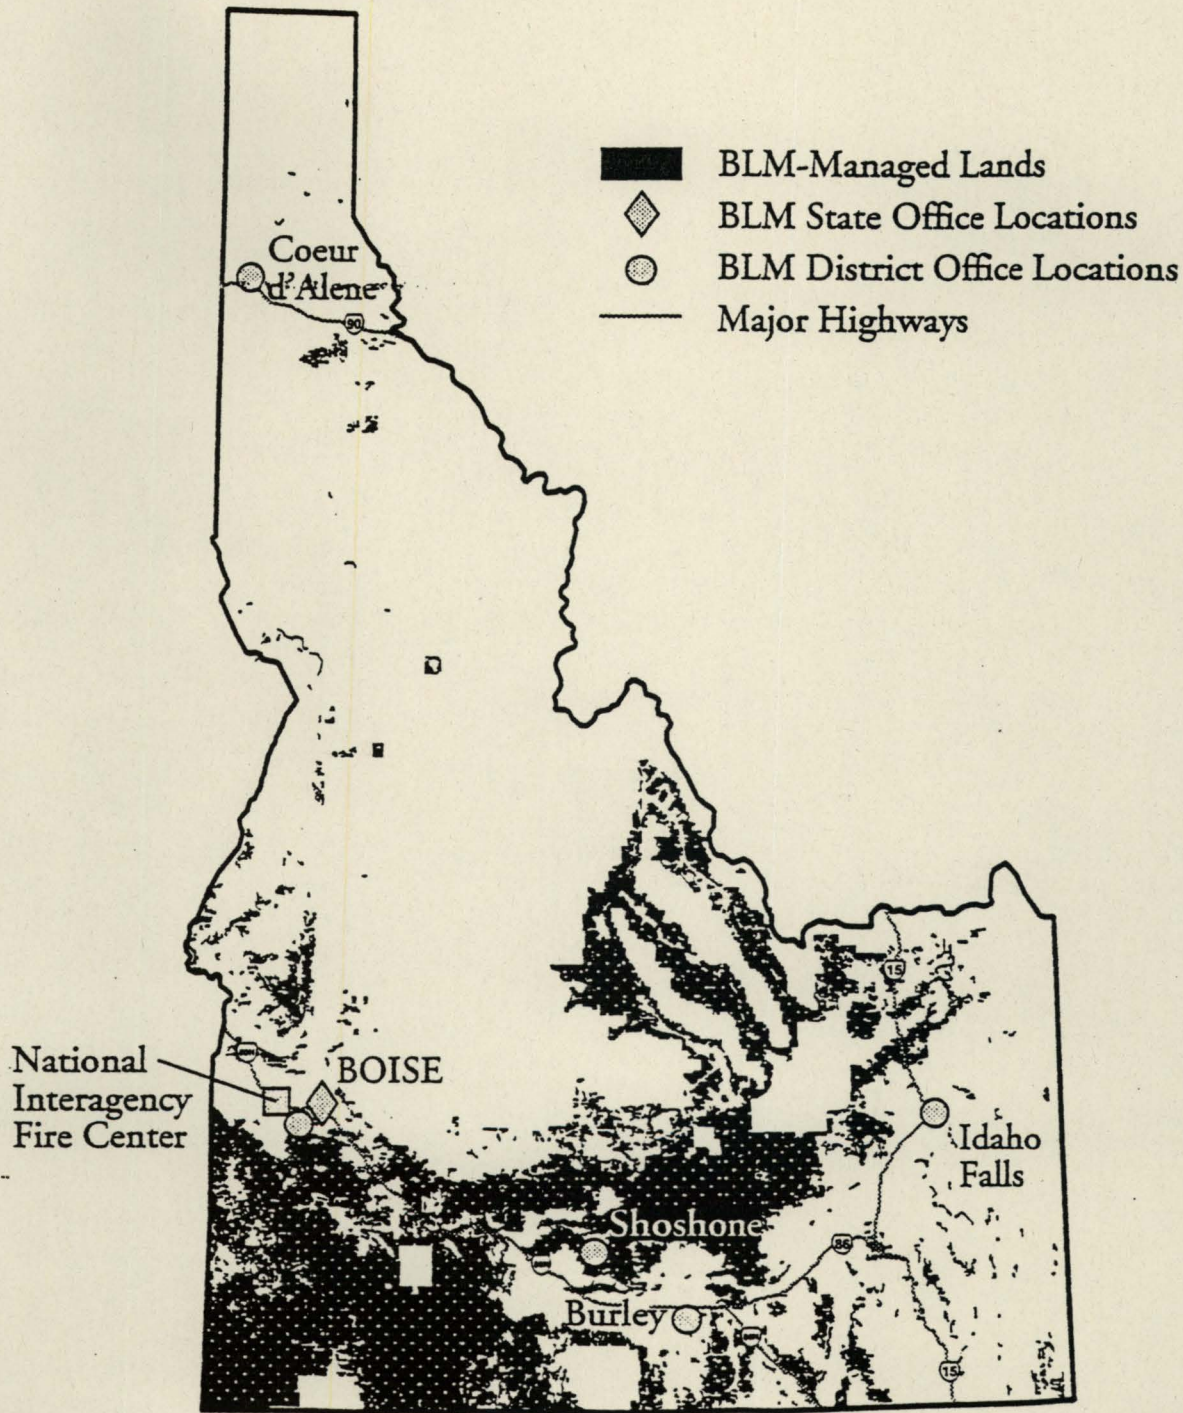 BLM-Managed Lands
BLM State Office Locations
BLM District Office Locations
Major Highways
Coeur
d'Alene
90
15
National
Interagency
Fire Center
BOISE
Idaho
Falls
Shoshone
86
Burley
15